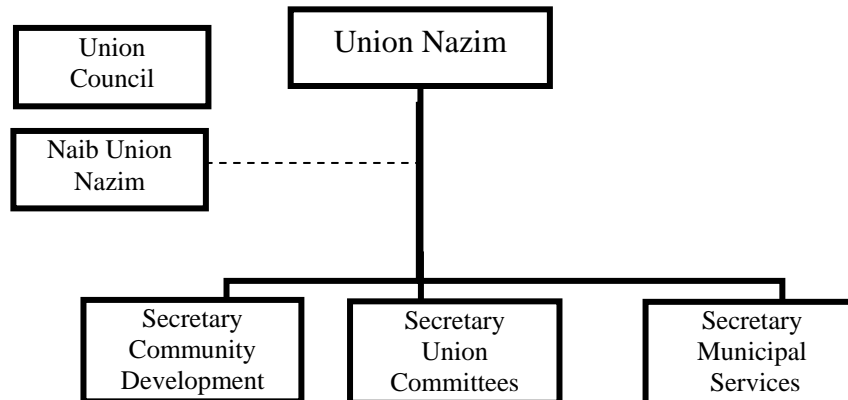 Union
Council
Union Nazim
Naib Union
Nazim
Secretary
Community
Development
Secretary
Union
Committees
Secretary
Municipal
Services